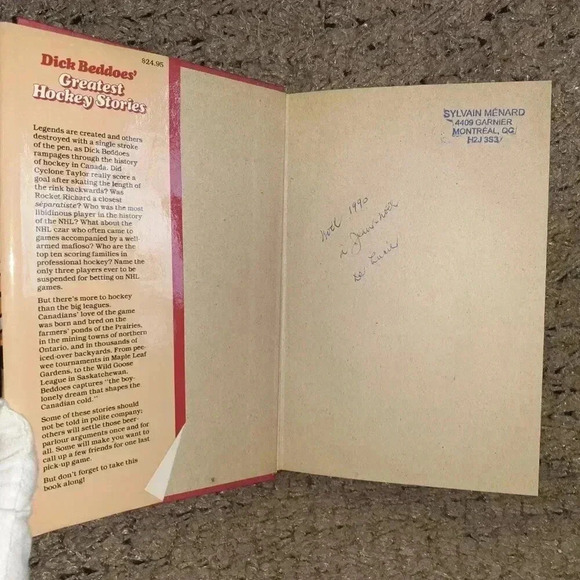 Dick Beddoes'
$24.95
Greatest
Hockey Stories
Legends are created and others
destroyed with a single stroke
of the pen, as Dick Beddoes
rampages through the history
of hockey in Canada. Did
Cyclone Taylor really score a
goal after skating the length of
the rink backwards? Was
Rocket Richard a closest
séparatiste? Who was the most
libidinous player in the history
of the NHL? What about the
NHL czar who often came to
games accompanied by a well
armed mafioso? Who are the
top ten scoring families in
professional hockey? Name the
only three players ever to be
suspended for betting on NHL
games.
But there's more to hockey
than the big leagues.
Canadians' love of the game
was born and bred on the
farmers' ponds of the Prairies,
in the mining towns of northern
Ontario, and in thousands of
iced-over backyards. From pee-
wee tournaments in Maple Leaf
Gardens, to the Wild Goose
League in Saskatchewan,
Beddoes captures "the boy-
lonely dream that shapes the
Canadian cold."
Some of these stories should
not be told in polite company;
others will settle those beer-
parlour arguments once and for
all. Some will make you want to
call up a few friends for one last
pick-up game.
But don't forget to take this
book along!
SYLVAIN MÉNARD
4409 GARNIER
MONTRÉAL, QC
H2J 3S3
Noël 1990